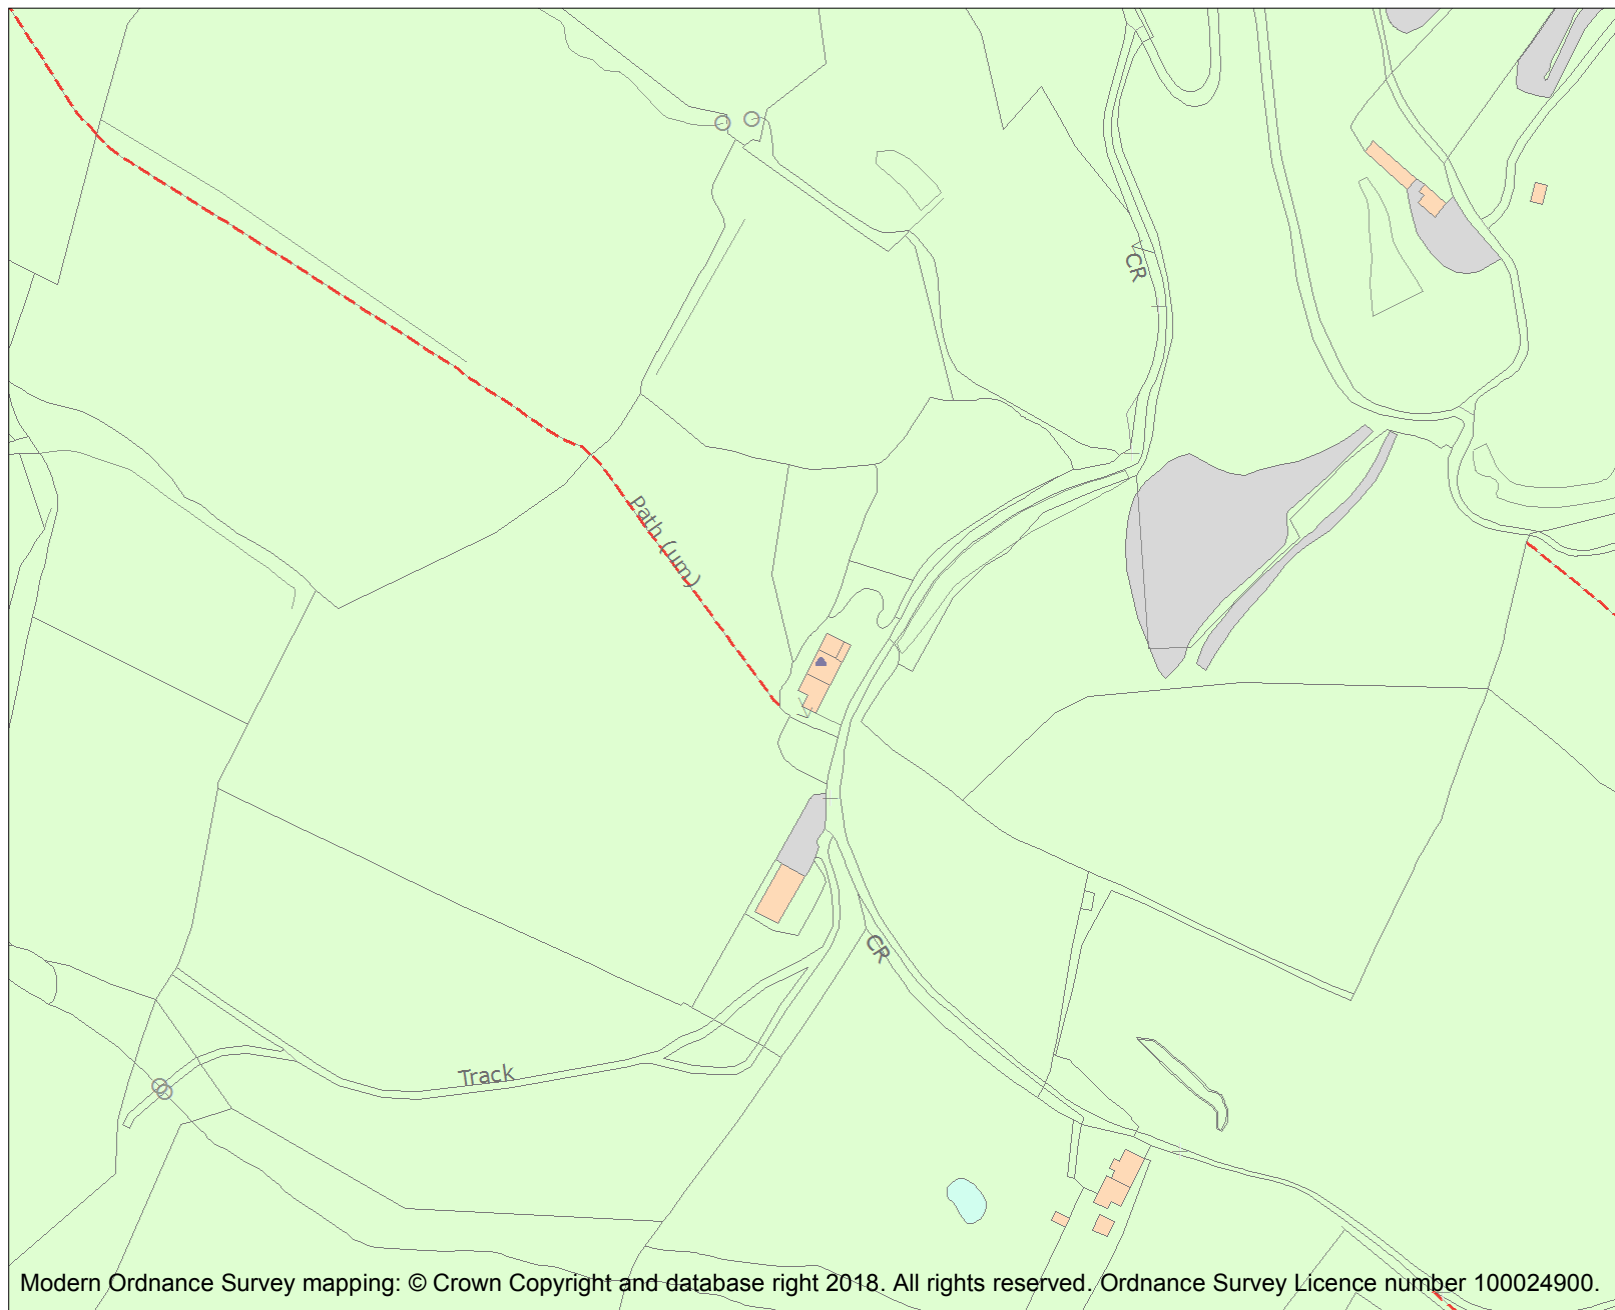 CR
Path (um)
CR
Track
Modern Ordnance Survey mapping: © Crown Copyright and database right 2018. All rights reserved. Ordnance Survey Licence number 100024900.